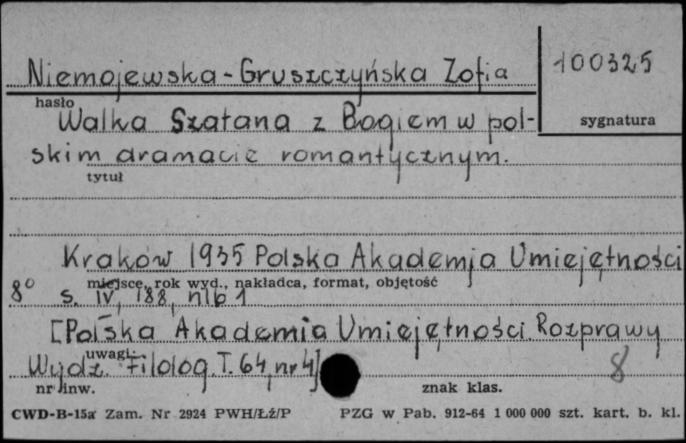 Niemojewska-Gruszczyńska Zofia
100325
hasło
sygnatura
Walka Szatana z Bogiem w pol-
skim dramacie romantycznym.
tytuł
Kraków 1935 Polska Akademja Umiejętności
miejsce, rok wyd., nakładca, format, objętość
8° s. IV, 188, nlb 1
[Polska Akademia Umiejętności. Rozprawy
uwagi:
Wydz. Filolog. T. 64, nr 4]
8
nr inw.
znak klas.
CWD-B-15a Zam. Nr 2924 PWH/Łź/P PZG w Pab. 912-64 1 000 000 szt. kart. b. kl.